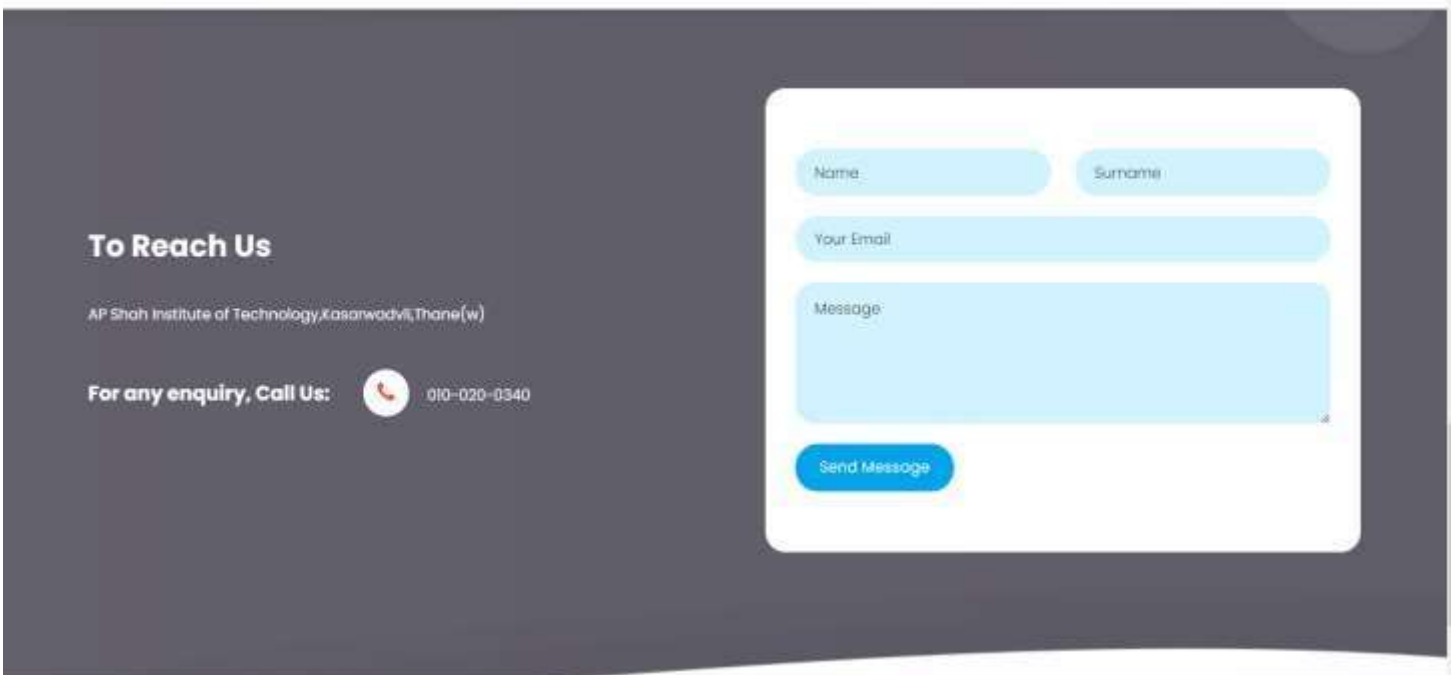 To Reach Us
AP Shah Institute of Technology,Kasarwadvli,Thane(w)
For any enquiry, Call Us:
010-020-0340
Name
Surname
Your Email
Message
Send Message